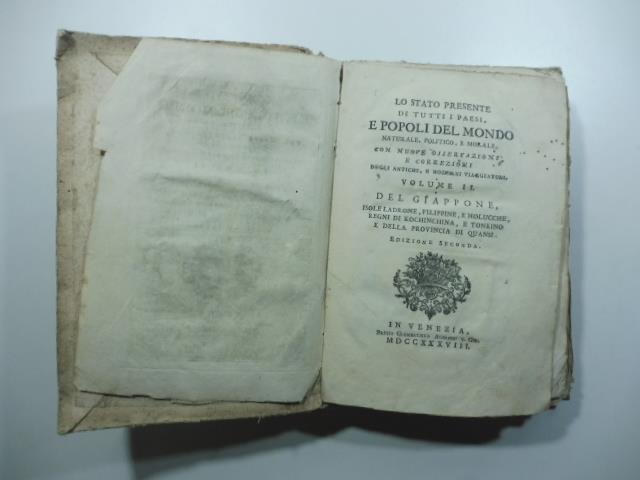 LO STATO PRESENTE
DI TUTTI I PAESI,
E POPOLI DEL MONDO
NATURALE, POLITICO, E MORALE,
CON NUOVE OSSERVAZIONI,
E CORREZIONI
DEGLI ANTICHI, E MODERNI VIAGGIATORI.
VOLUME II.
DEL GIAPPONE,
ISOLE LADRONE, FILIPPINE, E MOLUCCHE,
REGNI DI KOCHINCHINA, E TONKINO
E DELLA PROVINCIA DI QUANSI.
EDIZIONE SECONDA.
IN VENEZIA,
MDCCXXXVIII.